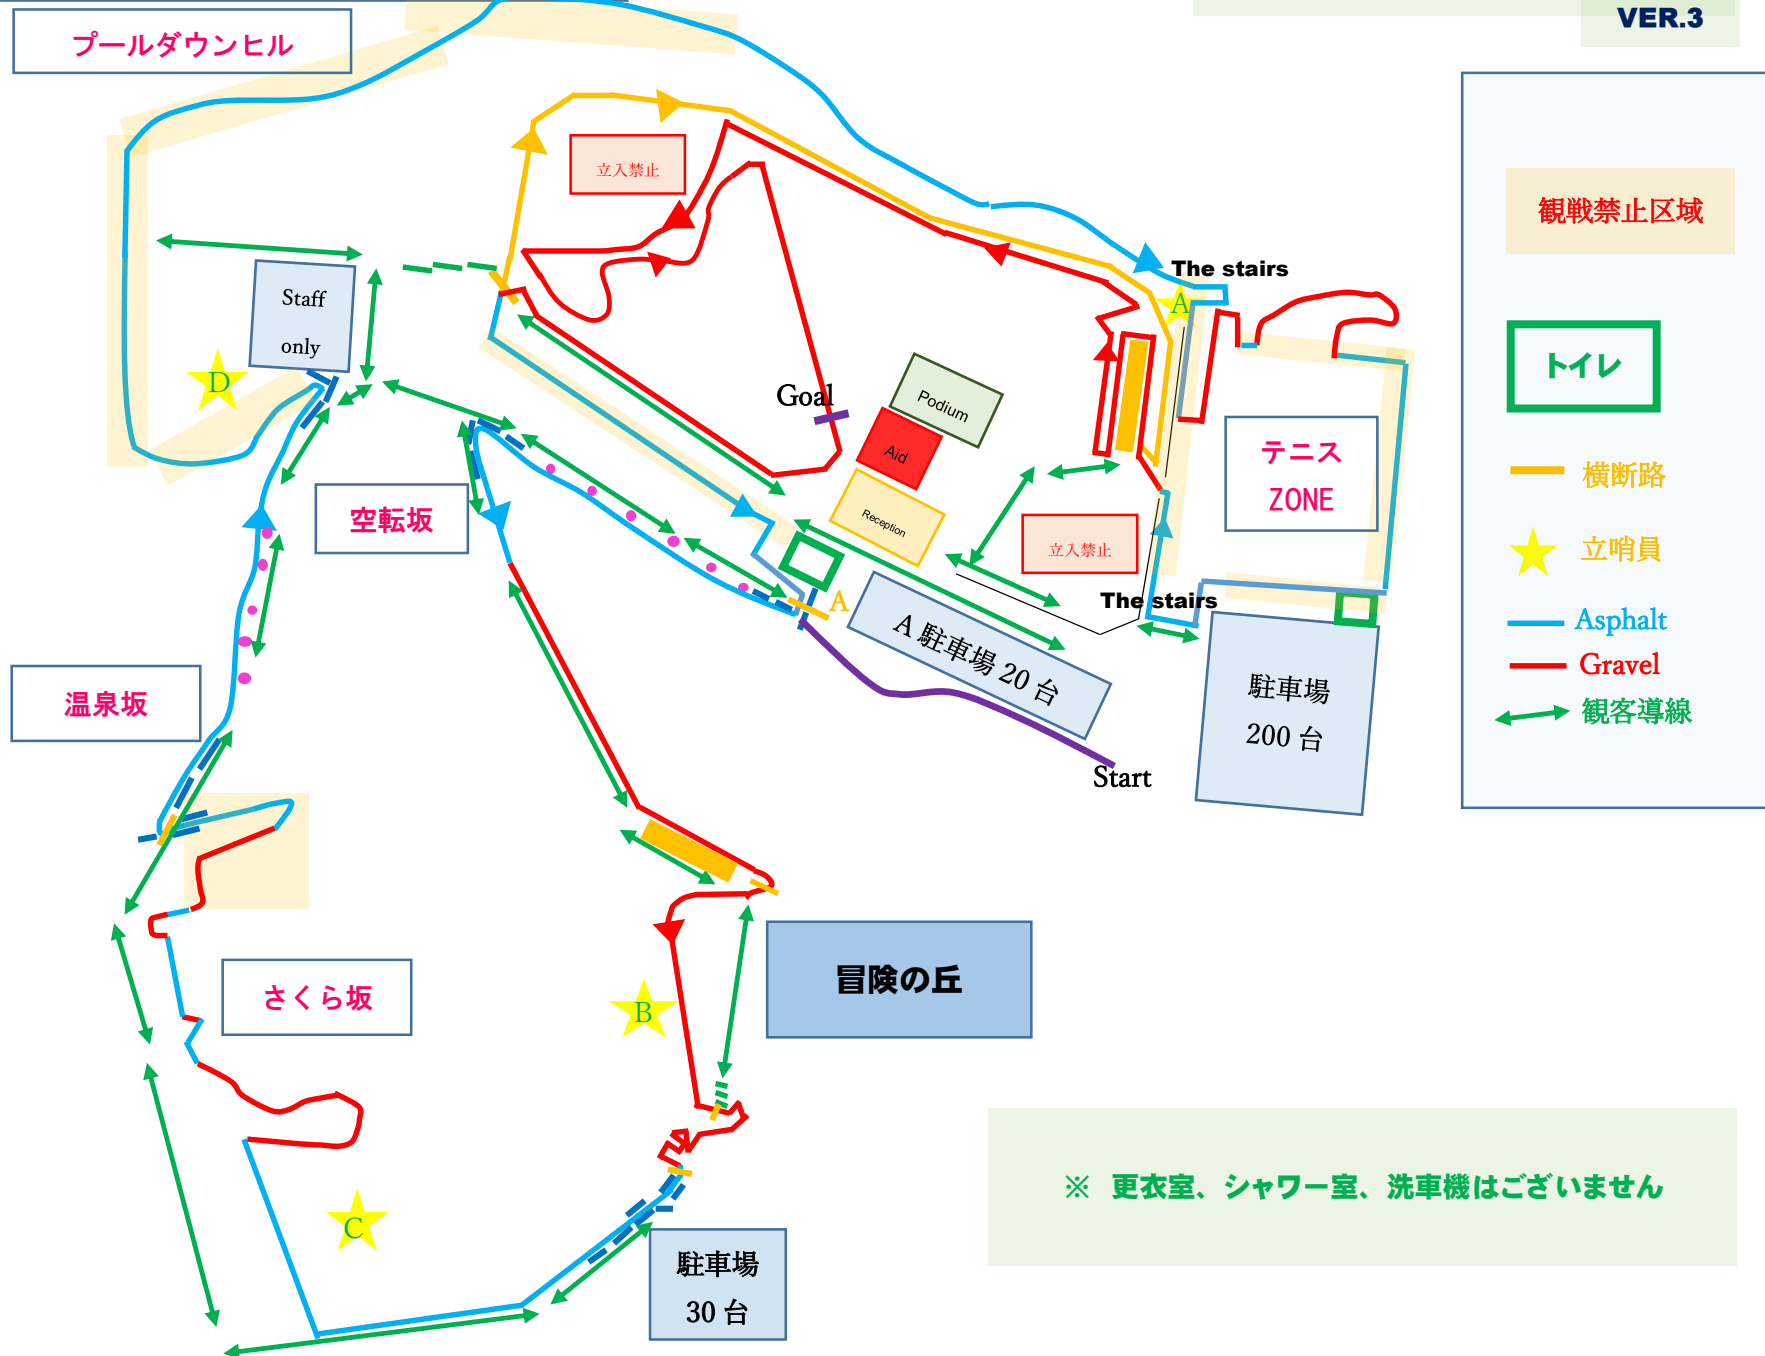 VER.3
プールダウンヒル
立入禁止
観戦禁止区域
The stairs
A
Staff
only
トイレ
D
Goal
Podium
Aid
Reception
テニス
ZONE
横断路
空転坂
立入禁止
立哨員
The stairs
A
Asphalt
A 駐車場 20 台
Gravel
温泉坂
駐車場
200 台
観客導線
Start
冒険の丘
さくら坂
B
※ 更衣室、シャワー室、洗車機はございません
C
駐車場
30 台